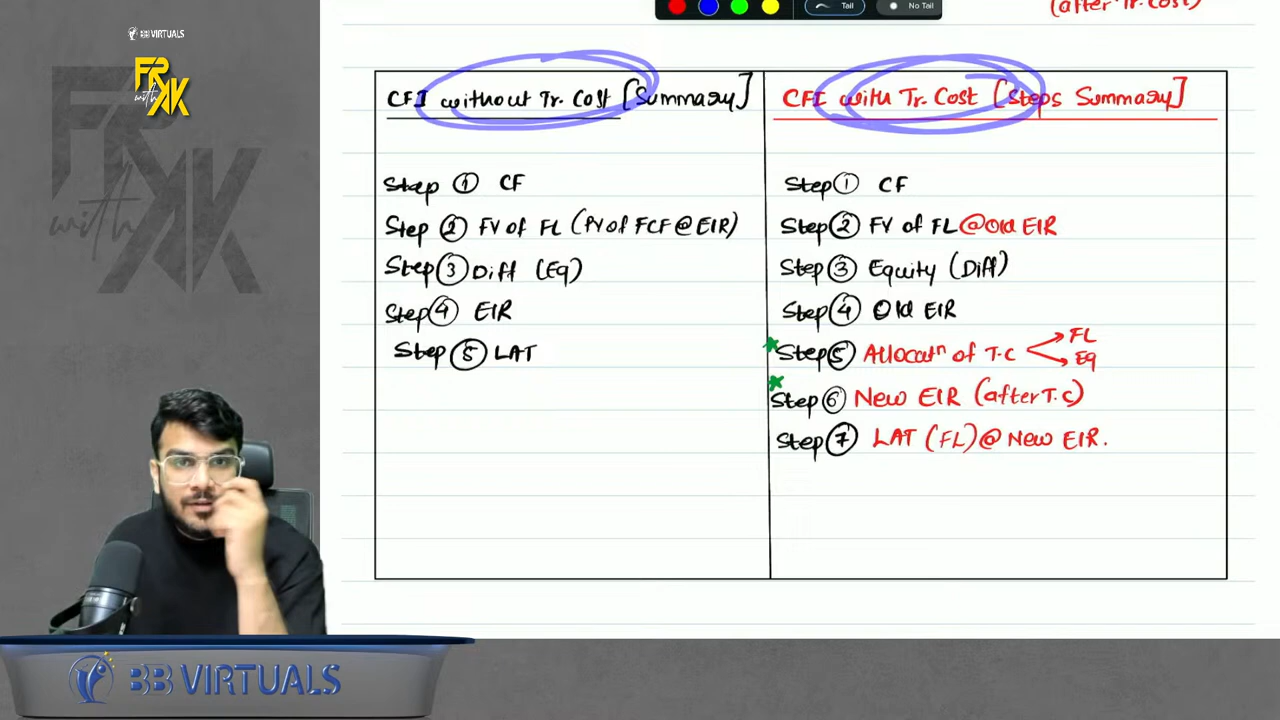 (after Tr. Cost)
Tail
No Tail
BB VIRTUALS
FR
with AK
CFI without Tr. Cost [Summary]
Step ① CF
Step ② FV of FL (PV of FCF @ EIR)
Step ③ Diff (Eq)
Step ④ EIR
Step ⑤ LAT
CFI with Tr. Cost [Steps Summary]
Step ① CF
Step ② FV of FL @Old EIR
Step ③ Equity (Diff)
Step ④ Old EIR
Step ⑤ Allocatⁿ of T.C
FL
Eq
Step ⑥ New EIR (after T.C)
Step ⑦ LAT (FL) @ New EIR.
BB VIRTUALS